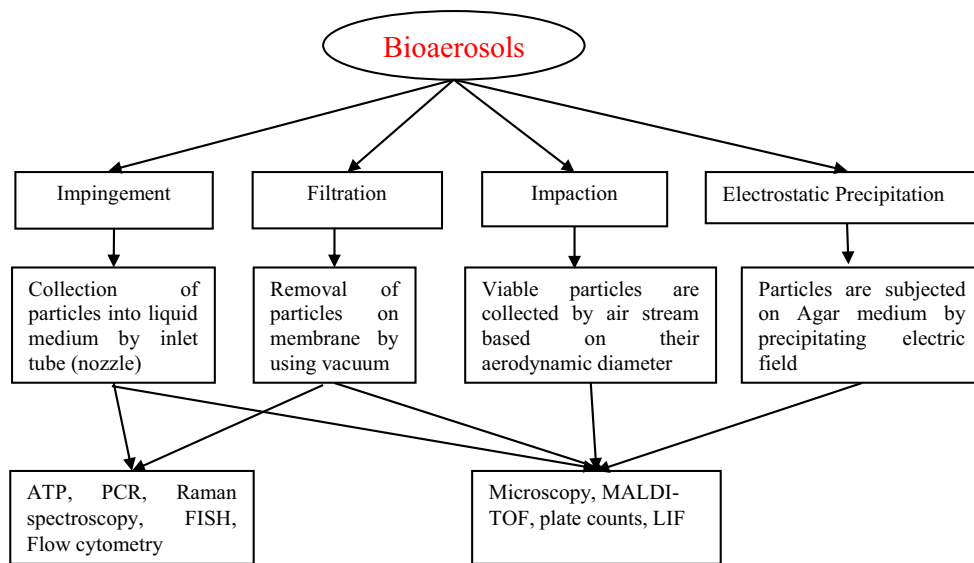 Bioaerosols
Impingement
Filtration
Impaction
Electrostatic Precipitation
Collection of
particles into liquid
medium by inlet
tube (nozzle)
Removal of
particles on
membrane by
using vacuum
Viable particles are
collected by air stream
based on their
aerodynamic diameter
Particles are subjected
on Agar medium by
precipitating electric
field
ATP, PCR, Raman
spectroscopy, FISH,
Flow cytometry
Microscopy, MALDI-
TOF, plate counts, LIF